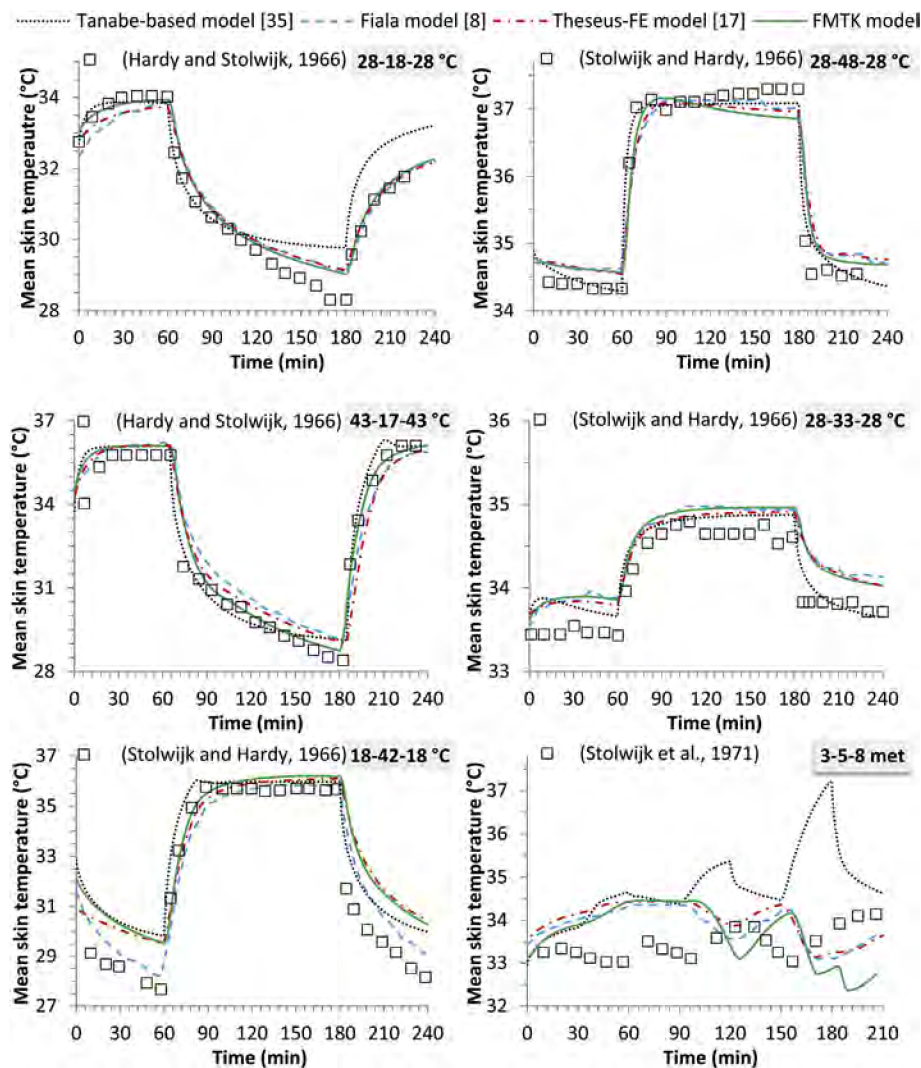 Tanabe-based model [35] Fiala model [8] Theseus-FE model [17] FMTK model
(Hardy and Stolwijk, 1966) 28-18-28 °C
Mean skin temperautre (°C)
34
32
30
28
0 30 60 90 120 150 180 210 240
Time (min)
(Stolwijk and Hardy, 1966) 28-48-28 °C
Mean skin temperature (°C)
37
36
35
34
0 30 60 90 120 150 180 210 240
Time (min)
(Hardy and Stolwijk, 1966) 43-17-43 °C
Mean skin temperature (°C)
37
34
31
28
0 30 60 90 120 150 180 210 240
Time (min)
(Stolwijk and Hardy, 1966) 28-33-28 °C
Mean skin temperature (°C)
36
35
34
33
0 30 60 90 120 150 180 210 240
Time (min)
(Stolwijk and Hardy, 1966) 18-42-18 °C
Mean skin temperature (°C)
37
35
33
31
29
27
0 30 60 90 120 150 180 210 240
Time (min)
(Stolwijk et al., 1971) 3-5-8 met
Mean skin temperature (°C)
37
36
35
34
33
32
0 30 60 90 120 150 180 210
Time (min)